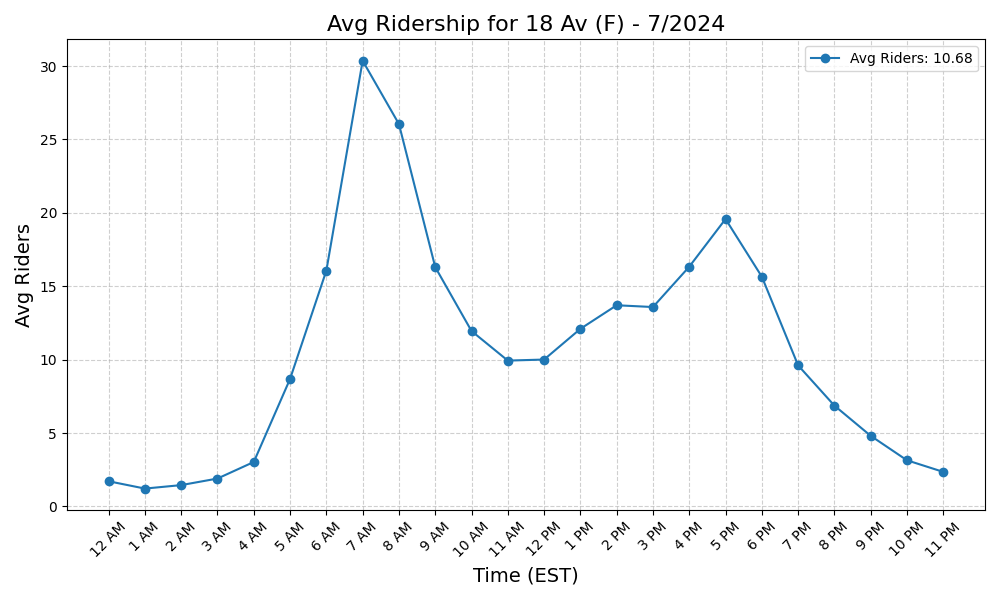 Avg Ridership for 18 Av (F) - 7/2024
Avg Riders: 10.68
Avg Riders
30
25
20
15
10
5
0
12 AM
1 AM
2 AM
3 AM
4 AM
5 AM
6 AM
7 AM
8 AM
9 AM
10 AM
11 AM
12 PM
1 PM
2 PM
3 PM
4 PM
5 PM
6 PM
7 PM
8 PM
9 PM
10 PM
11 PM
Time (EST)